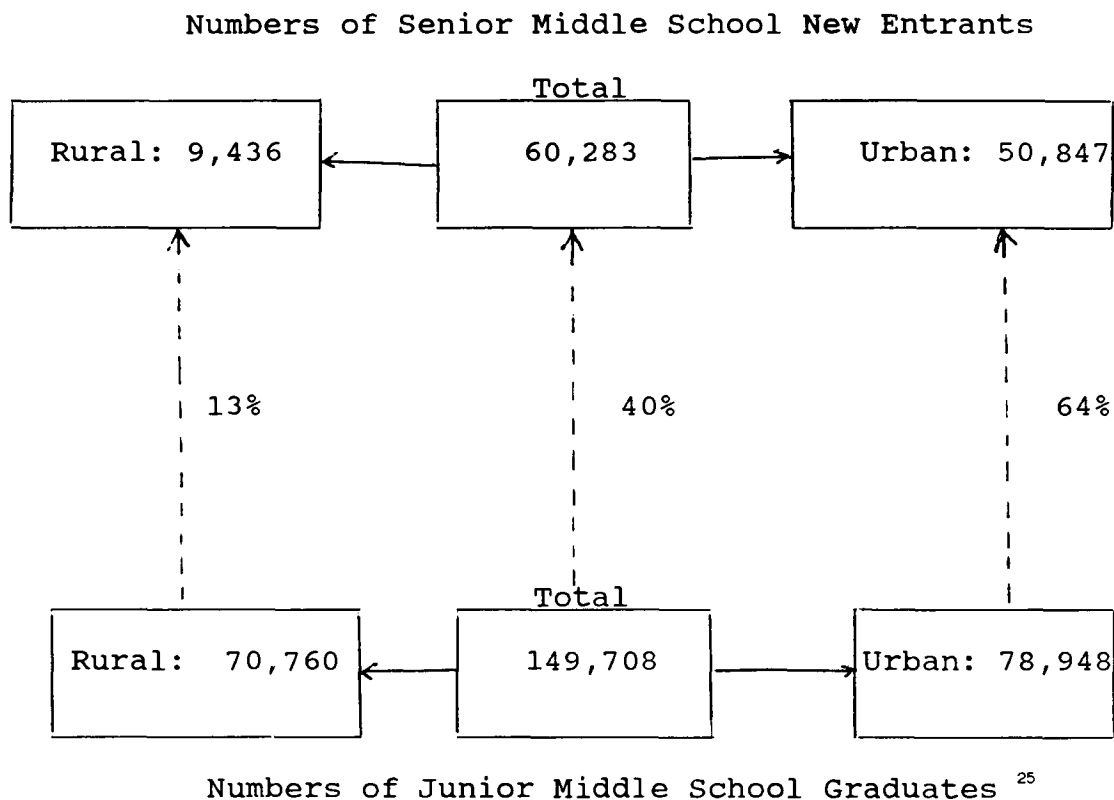 Numbers of Senior Middle School New Entrants
Total
Rural: 9,436 60,283 Urban: 50,847
13% 40% 64%
Total
Rural: 70,760 149,708 Urban: 78,948
Numbers of Junior Middle School Graduates 25